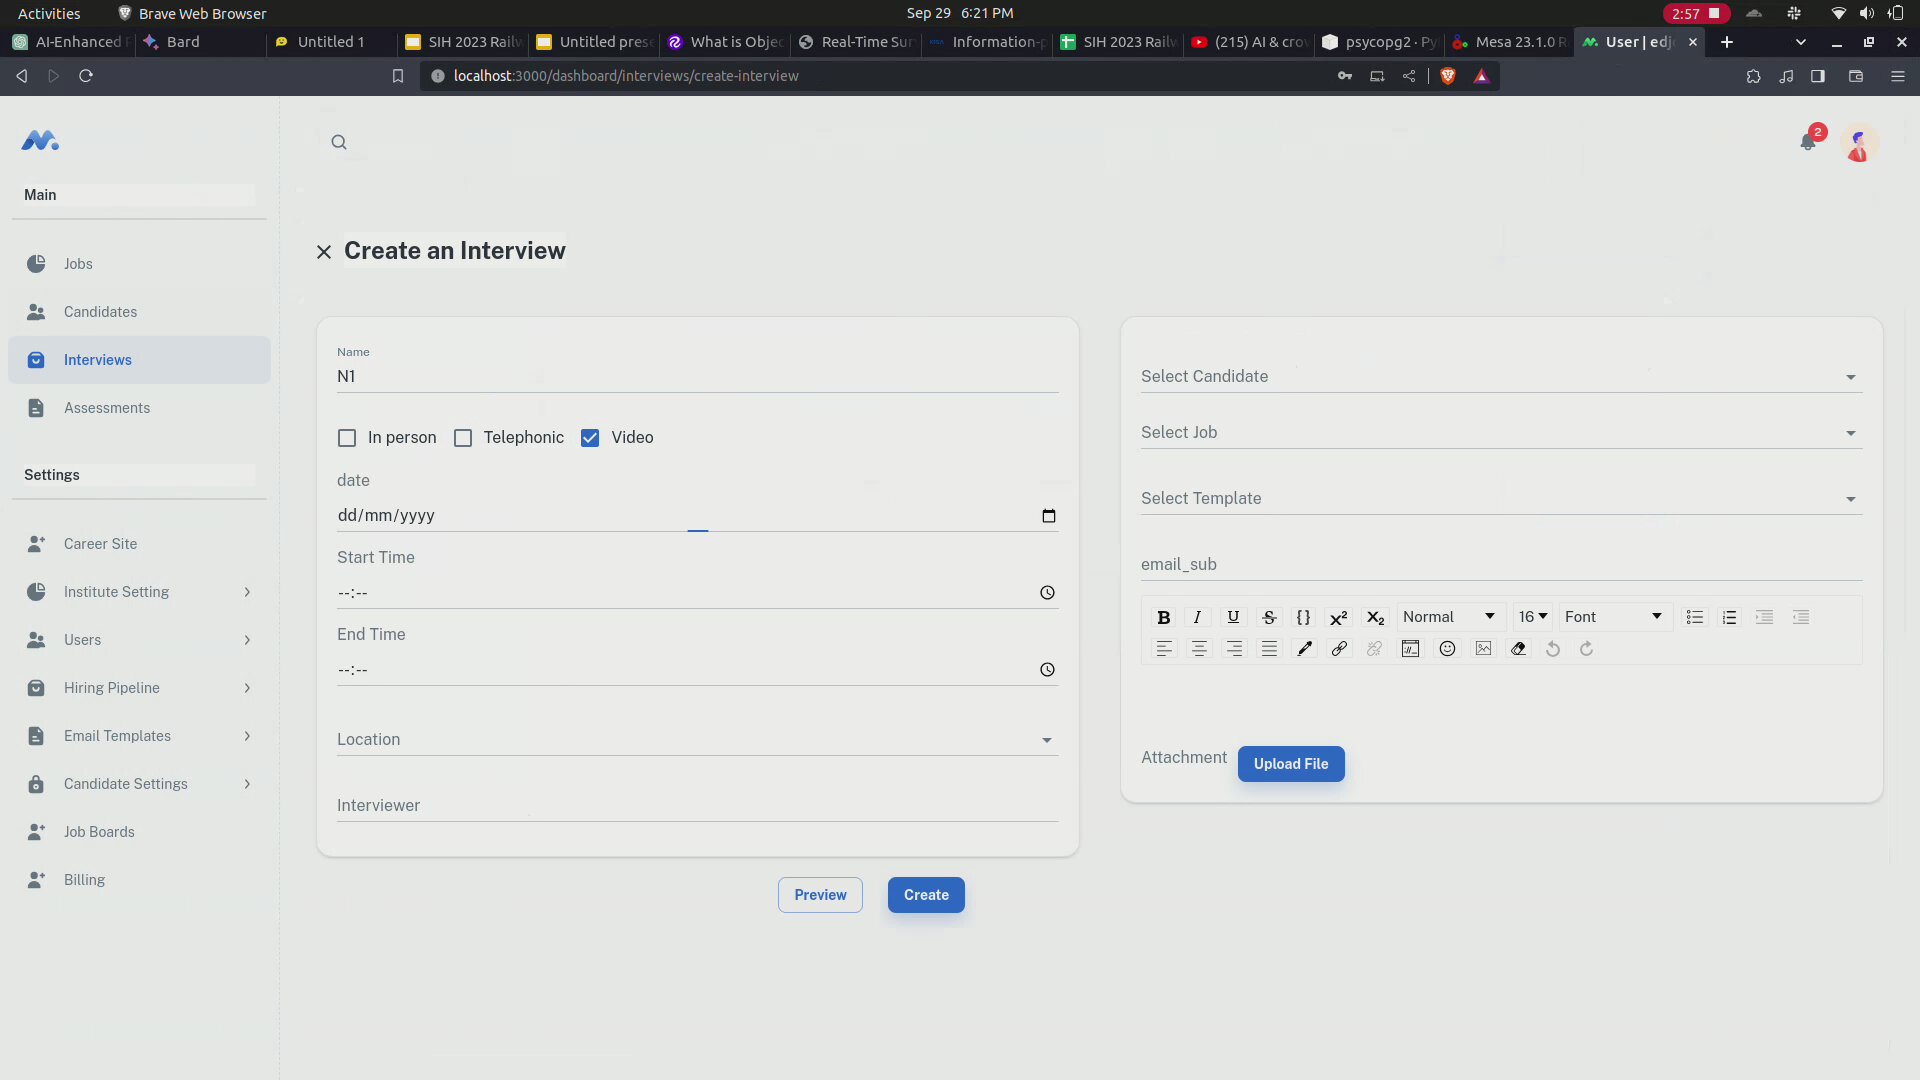 Activities Brave Web Browser Sep 29 6:21 PM 2:57
AI-Enhanced Bard Untitled 1 SIH 2023 Railw Untitled prese What is Objec Real-Time Sur Information-p SIH 2023 Railw (215) AI & crow psycopg2 · Py Mesa 23.1.0 R User | edj
localhost:3000/dashboard/interviews/create-interview
2
Main
Jobs
Candidates
Interviews
Assessments
Settings
Career Site
Institute Setting
Users
Hiring Pipeline
Email Templates
Candidate Settings
Job Boards
Billing
Create an Interview
Name
N1
In person Telephonic Video
date
dd/mm/yyyy
Start Time
--:--
End Time
--:--
Location
Interviewer
Select Candidate
Select Job
Select Template
email_sub
B I U S {} X² X₂ Normal 16 Font
Attachment Upload File
Preview Create